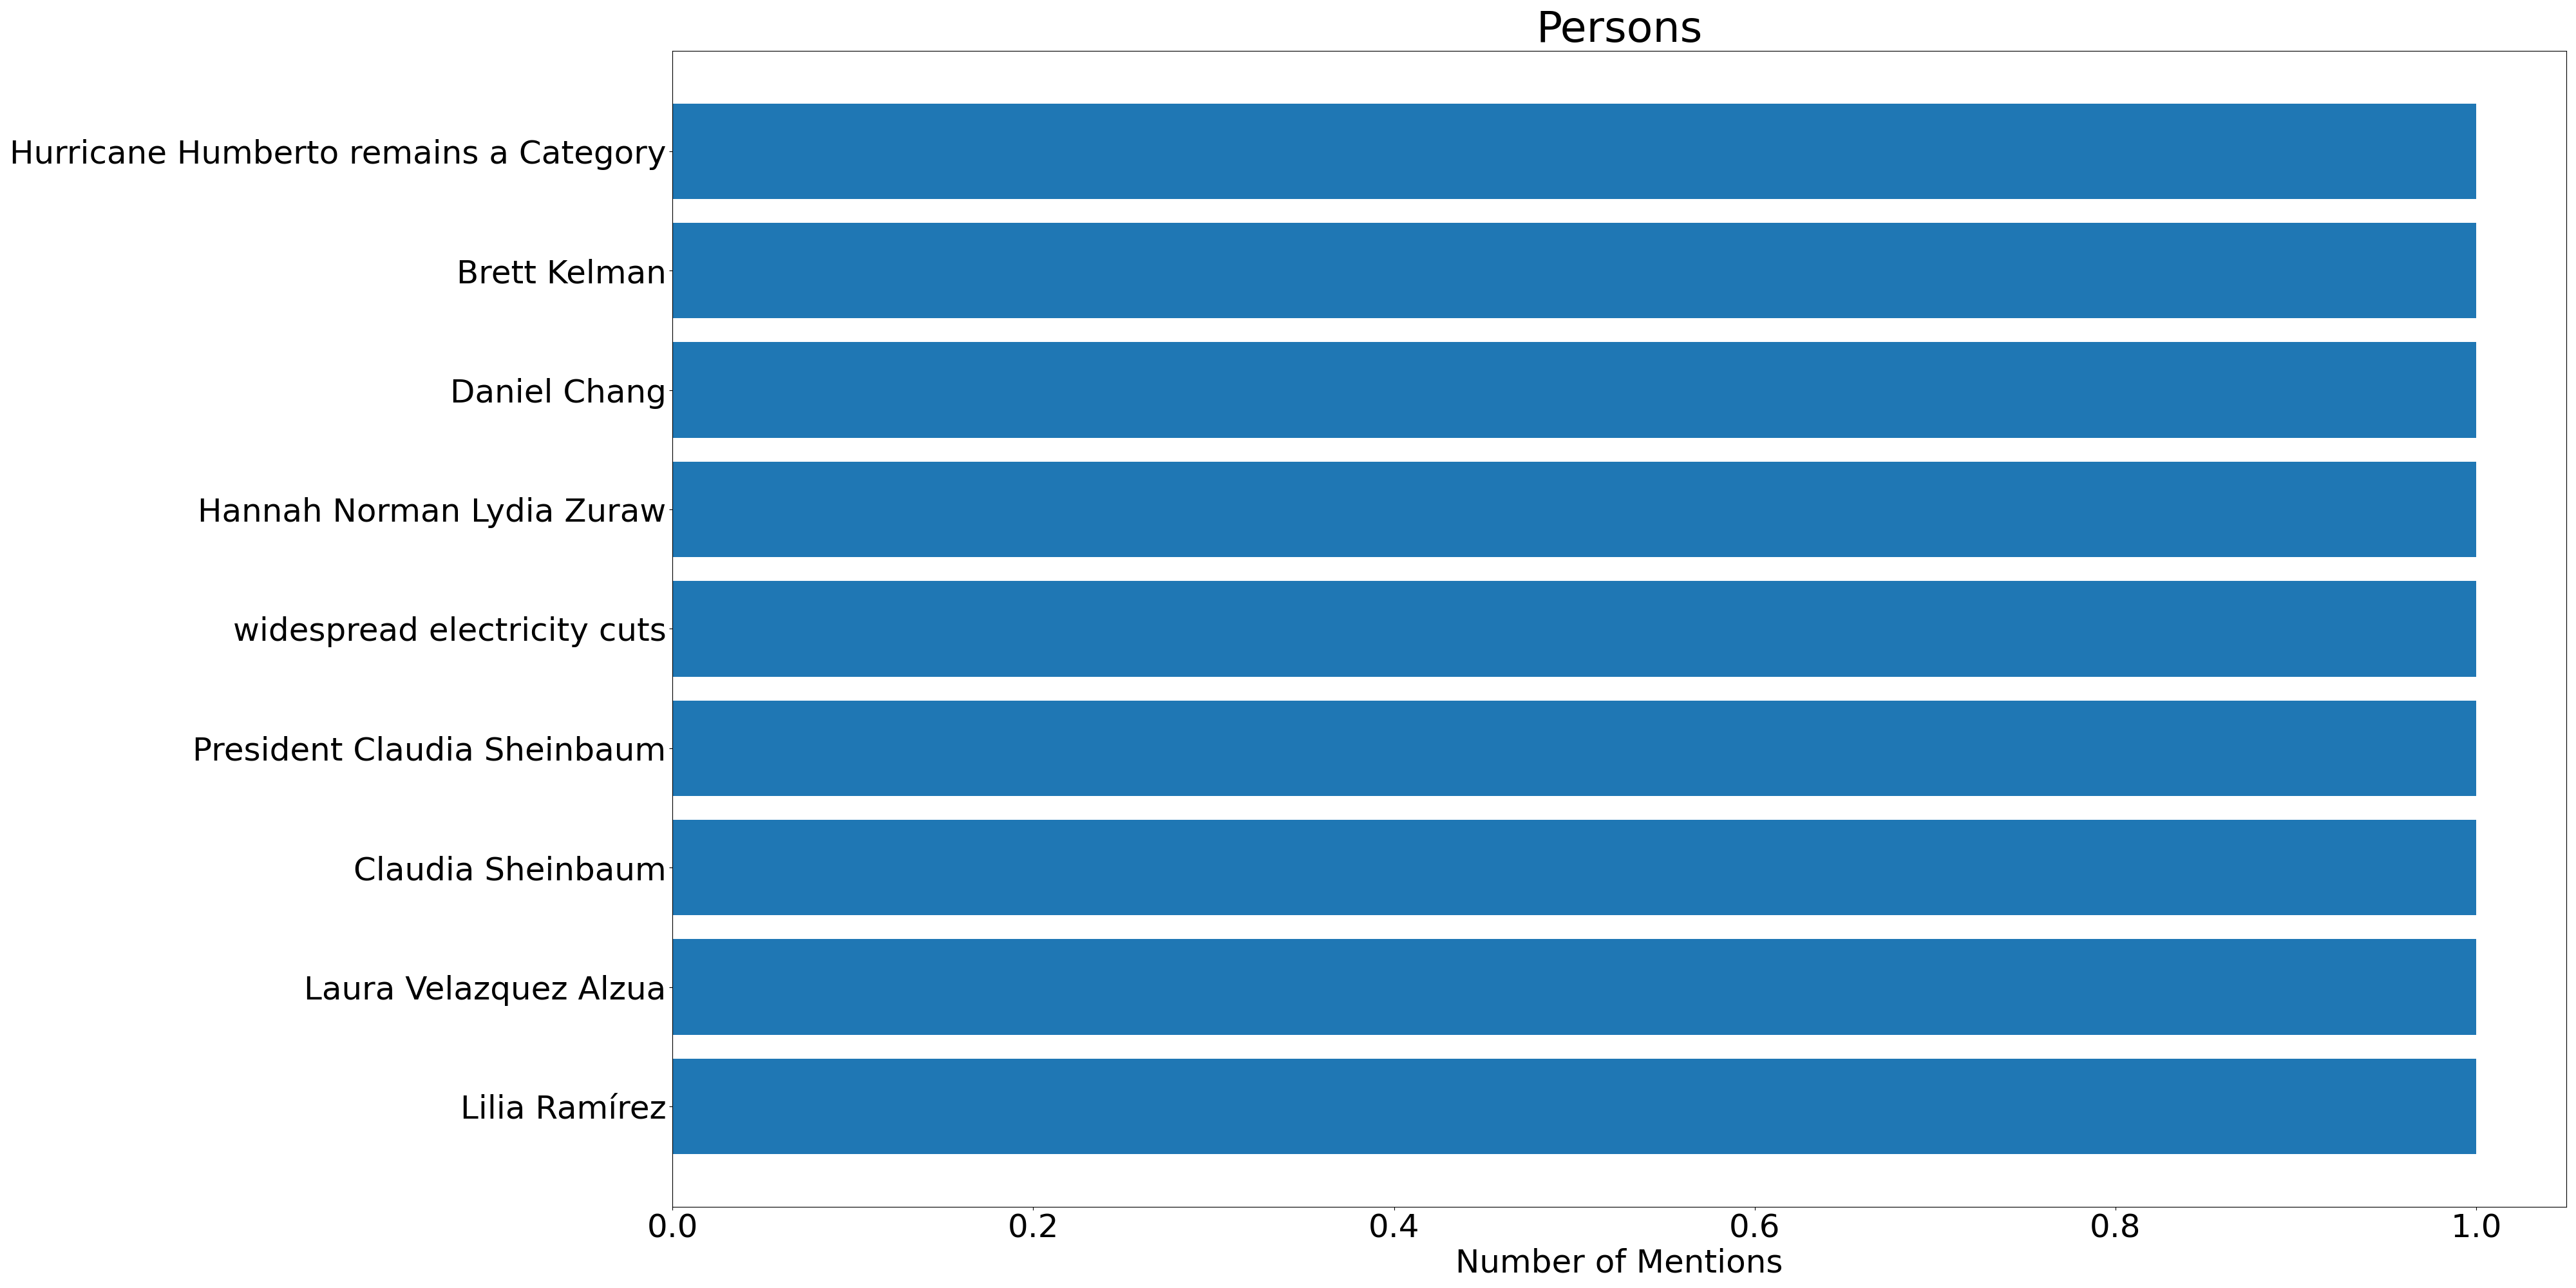 Persons
Hurricane Humberto remains a Category
Brett Kelman
Daniel Chang
Hannah Norman Lydia Zuraw
widespread electricity cuts
President Claudia Sheinbaum
Claudia Sheinbaum
Laura Velazquez Alzua
Lilia Ramírez
0.0 0.2 0.4 0.6 0.8 1.0
Number of Mentions